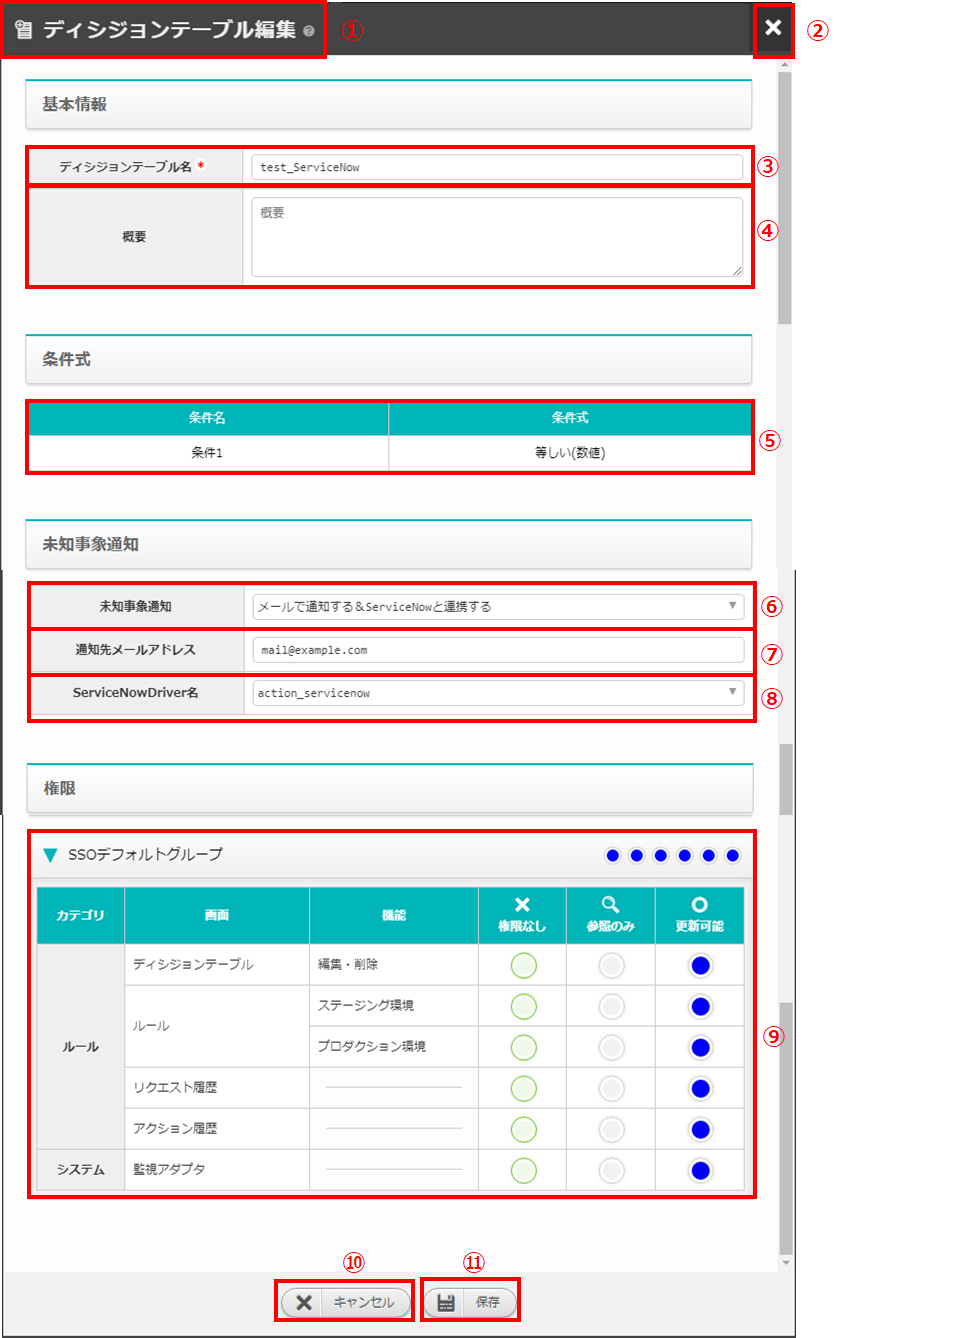 ディシジョンテーブル編集 ? ① ②
基本情報
ディシジョンテーブル名 * test_ServiceNow ③
概要 概要 ④
条件式
条件名 条件式
条件1 等しい(数値) ⑤
未知事象通知
未知事象通知 メールで通知する＆ServiceNowと連携する ⑥
通知先メールアドレス mail@example.com ⑦
ServiceNowDriver名 action_servicenow ⑧
権限
SSOデフォルトグループ
カテゴリ 画面 機能 権限なし 参照のみ 更新可能
ディシジョンテーブル 編集・削除
ルール ルール ステージング環境
プロダクション環境 ⑨
リクエスト履歴
アクション履歴
システム 監視アダプタ
⑩ ⑪
キャンセル 保存